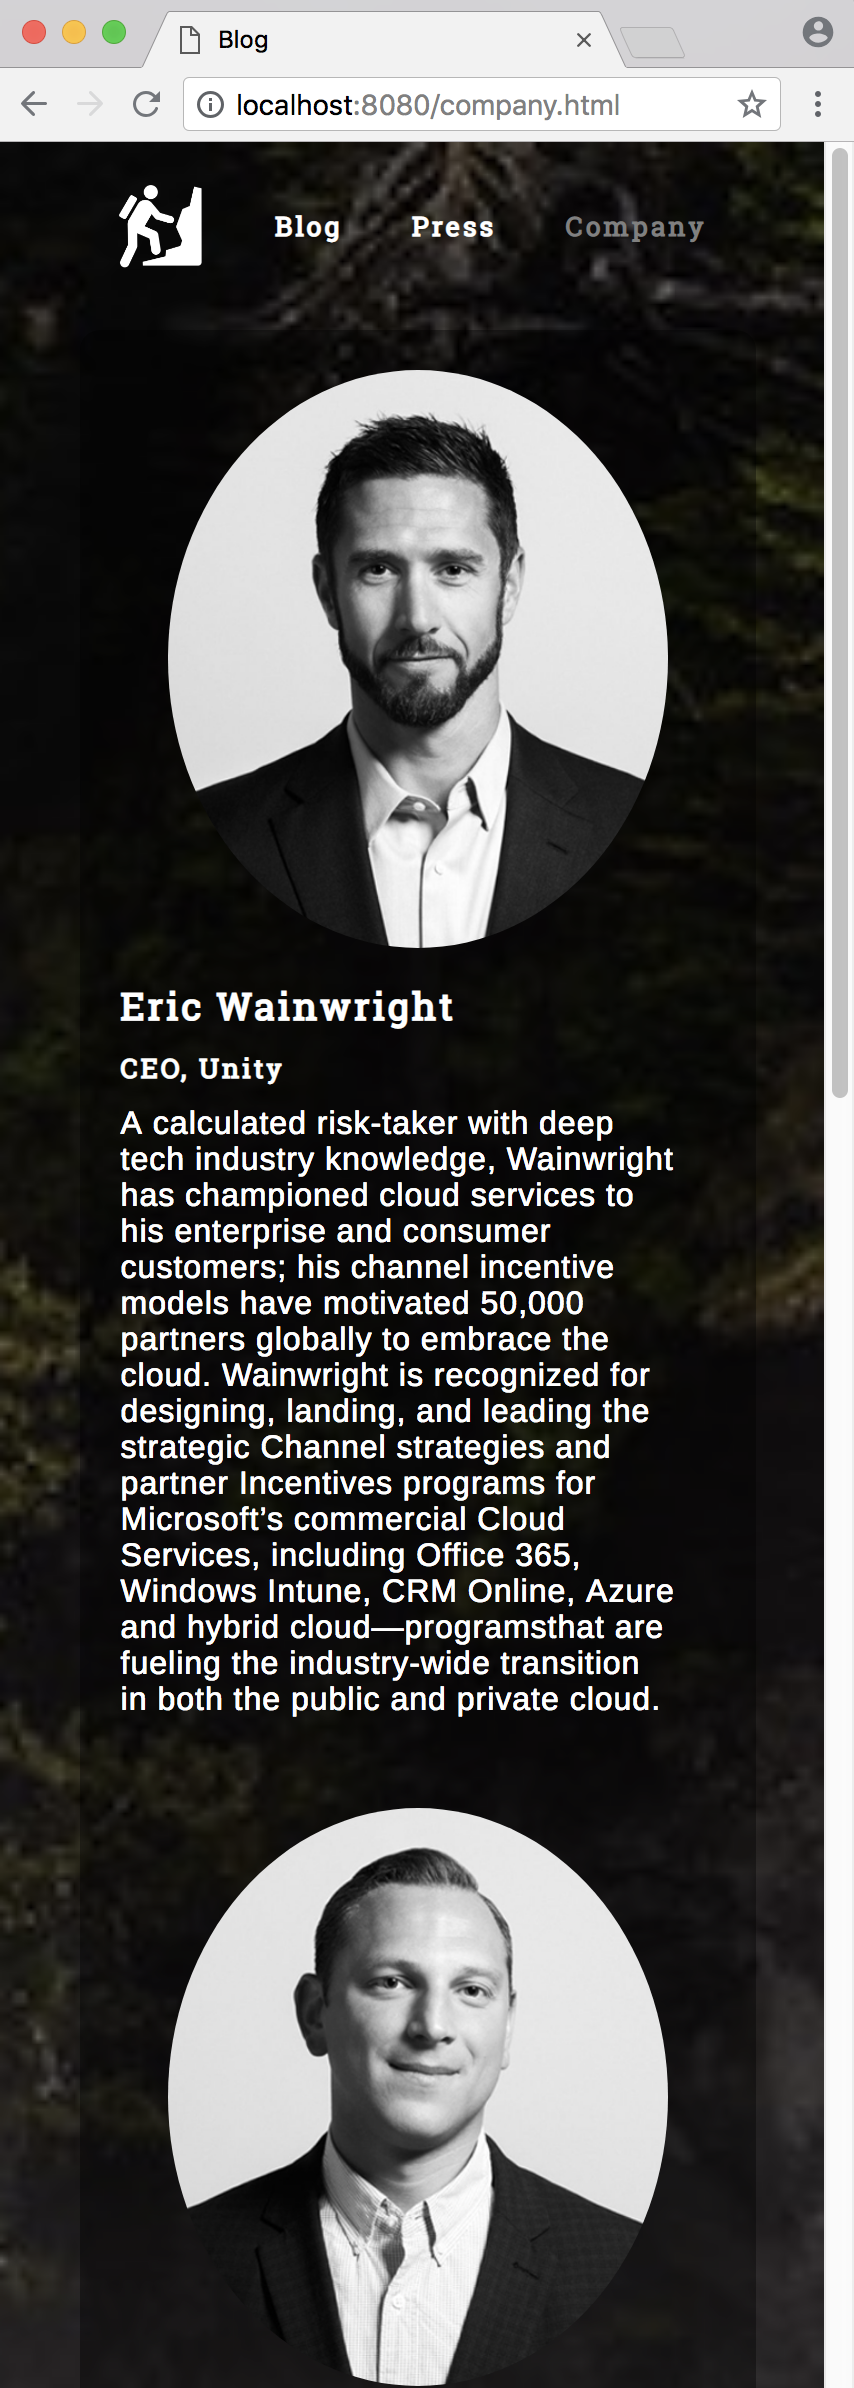 Blog
localhost:8080/company.html
Blog Press Company
Eric Wainwright
CEO, Unity
A calculated risk-taker with deep
tech industry knowledge, Wainwright
has championed cloud services to
his enterprise and consumer
customers; his channel incentive
models have motivated 50,000
partners globally to embrace the
cloud. Wainwright is recognized for
designing, landing, and leading the
strategic Channel strategies and
partner Incentives programs for
Microsoft’s commercial Cloud
Services, including Office 365,
Windows Intune, CRM Online, Azure
and hybrid cloud—programsthat are
fueling the industry-wide transition
in both the public and private cloud.